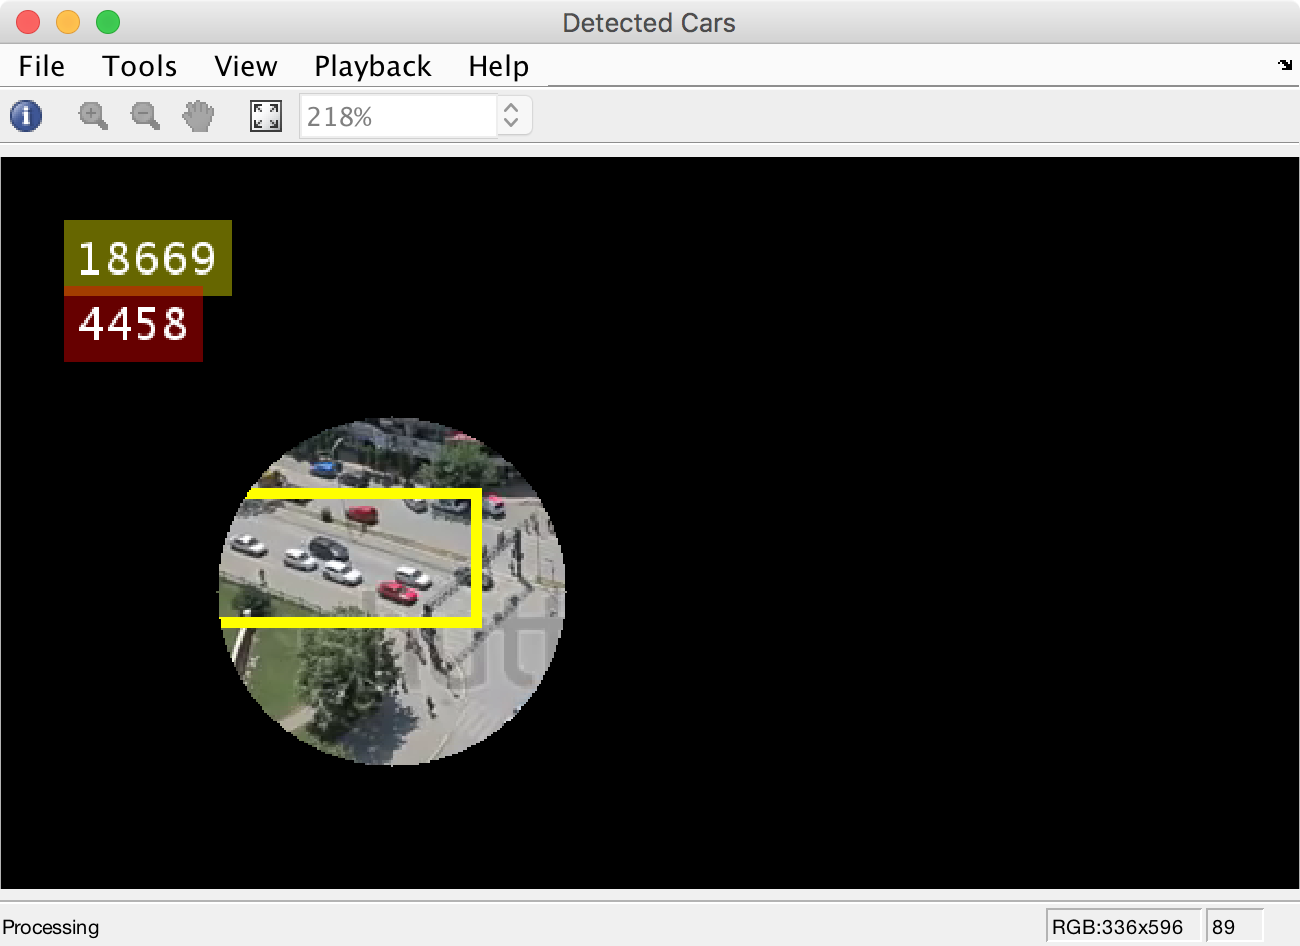 Detected Cars
File Tools View Playback Help
218%
18669
4458
Processing
RGB:336x596 89